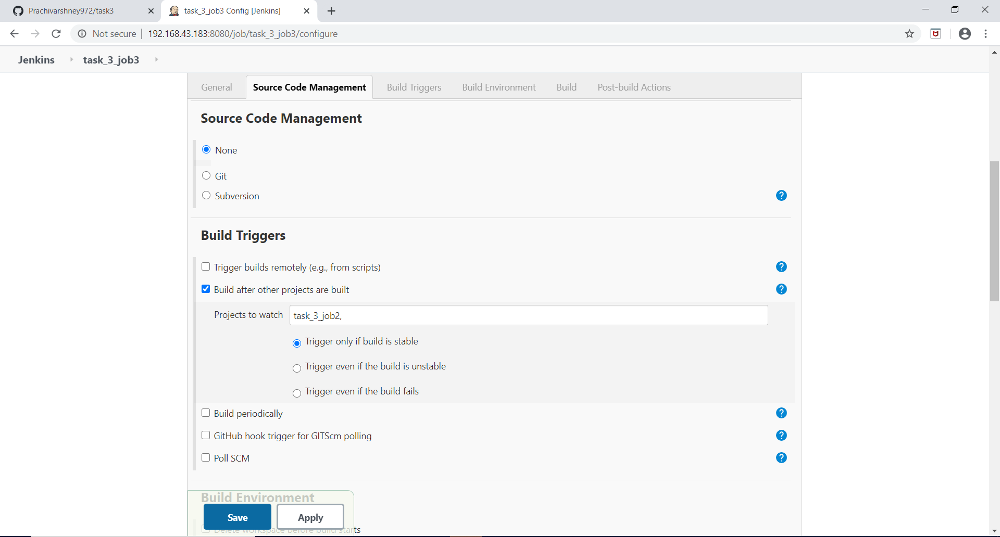 Prachivarshney972/task3
task_3_job3 Config [Jenkins]
Not secure
192.168.43.183:8080/job/task_3_job3/configure
Jenkins
task_3_job3
General
Source Code Management
Build Triggers
Build Environment
Build
Post-build Actions
Source Code Management
None
Git
Subversion
?
Build Triggers
Trigger builds remotely (e.g., from scripts)
?
Build after other projects are built
?
Projects to watch
task_3_job2,
Trigger only if build is stable
Trigger even if the build is unstable
Trigger even if the build fails
Build periodically
?
GitHub hook trigger for GITScm polling
?
Poll SCM
?
Build Environment
Save
Apply
Delete workspace before build starts